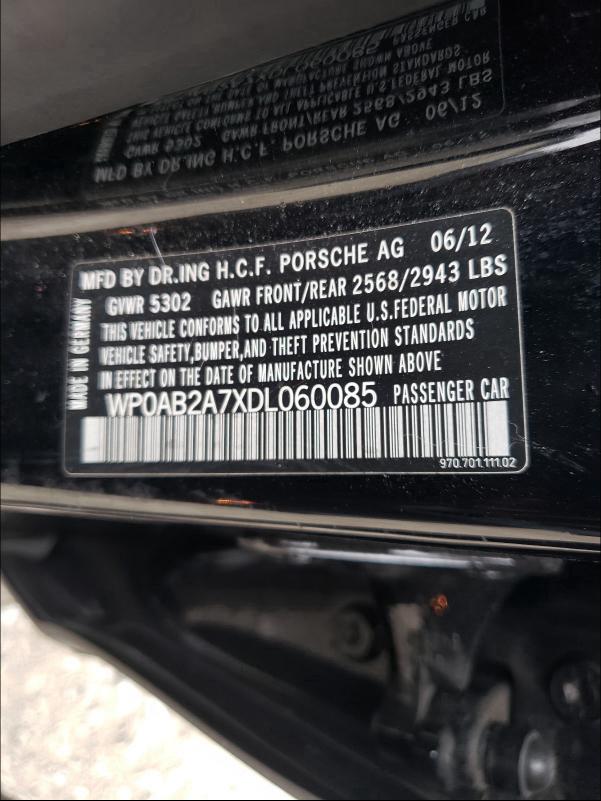 MFD BY DR.ING H.C.F. PORSCHE AG 06/12
GVWR 5302 GAWR FRONT/REAR 2568/2943 LBS
THIS VEHICLE CONFORMS TO ALL APPLICABLE U.S.FEDERAL MOTOR
VEHICLE SAFETY,BUMPER,AND THEFT PREVENTION STANDARDS
IN EFFECT ON THE DATE OF MANUFACTURE SHOWN ABOVE
WP0AB2A7XDL060085 PASSENGER CAR
970.701.111.02
MADE IN GERMANY